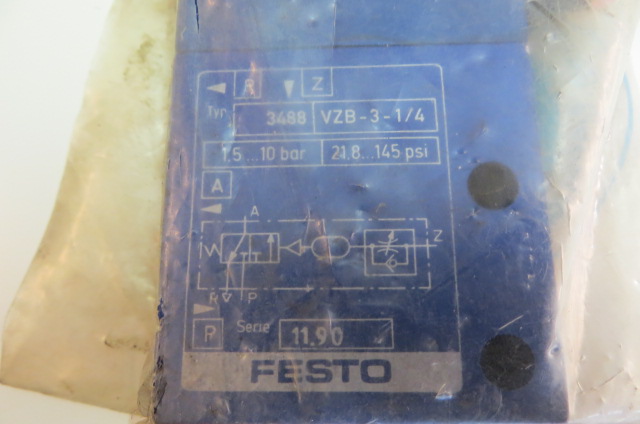 R Z
Typ. 3488 VZB-3-1/4
1.5...10 bar 21.8...145 psi
A
A
Z
R P
P Serie 11.90
FESTO